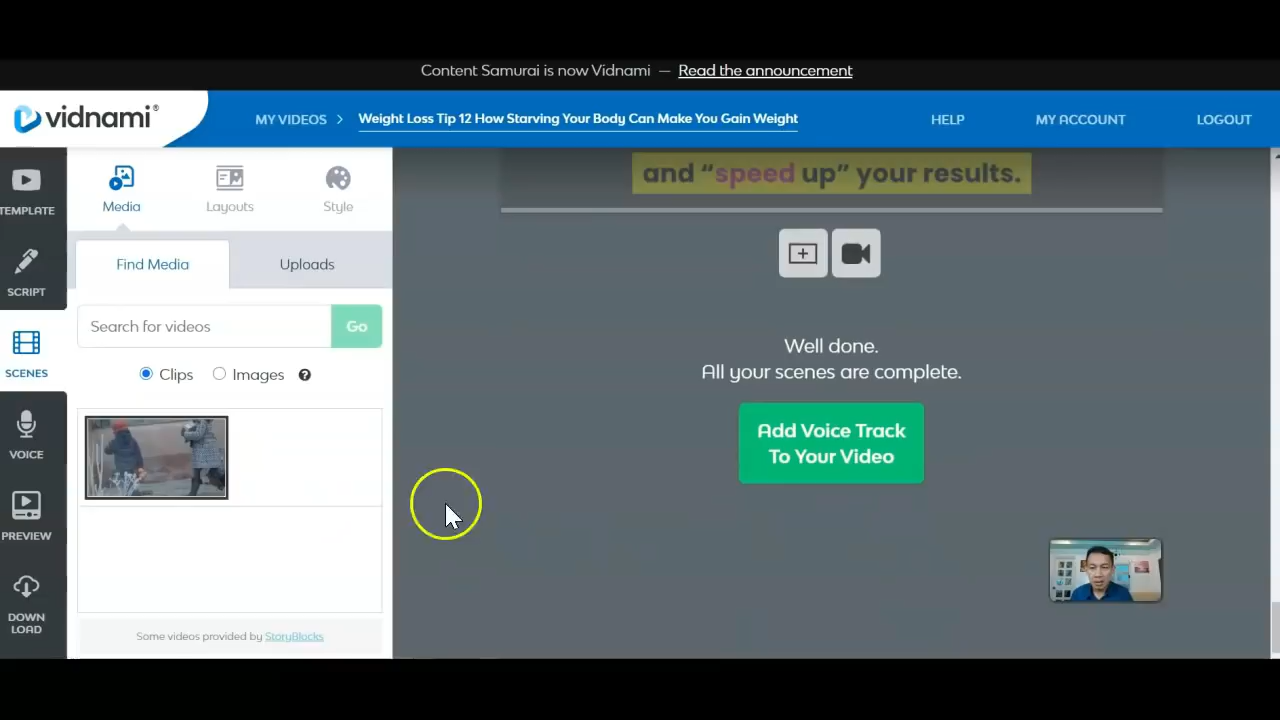 Content Samurai is now Vidnami — Read the announcement
vidnami®
MY VIDEOS > Weight Loss Tip 12 How Starving Your Body Can Make You Gain Weight
HELP
MY ACCOUNT
LOGOUT
TEMPLATE
SCRIPT
SCENES
VOICE
PREVIEW
DOWN
LOAD
Media
Layouts
Style
Find Media
Uploads
Search for videos
Go
Clips
Images
?
Some videos provided by StoryBlocks
and “speed up” your results.
Well done.
All your scenes are complete.
Add Voice Track
To Your Video